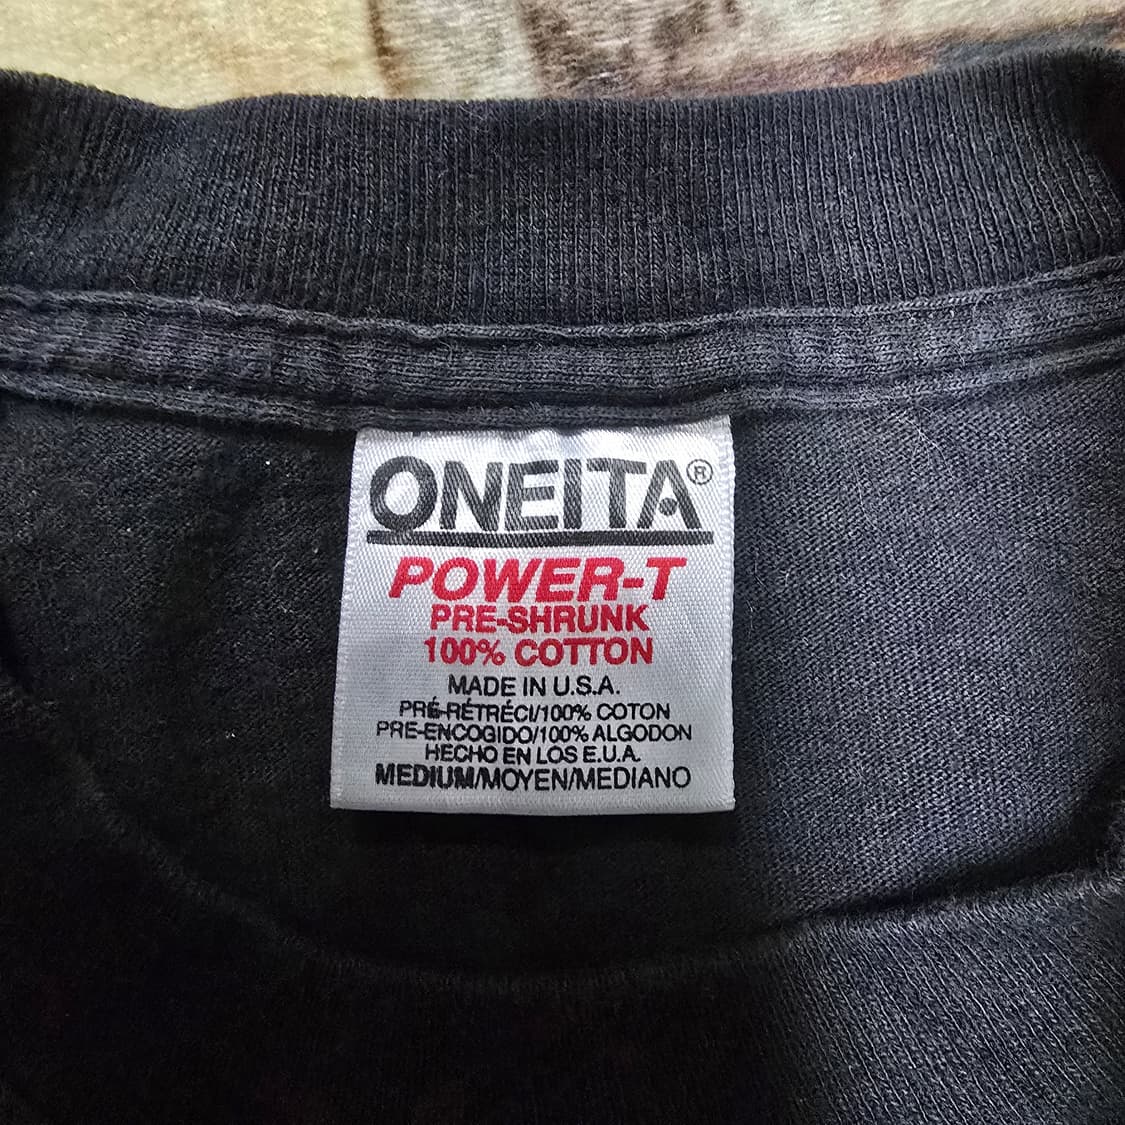 ONEITA®
POWER-T
PRE-SHRUNK
100% COTTON
MADE IN U.S.A.
PRÉ-RÉTRÉCI/100% COTON
PRE-ENCOGIDO/100% ALGODON
HECHO EN LOS E.U.A.
MEDIUM/MOYEN/MEDIANO